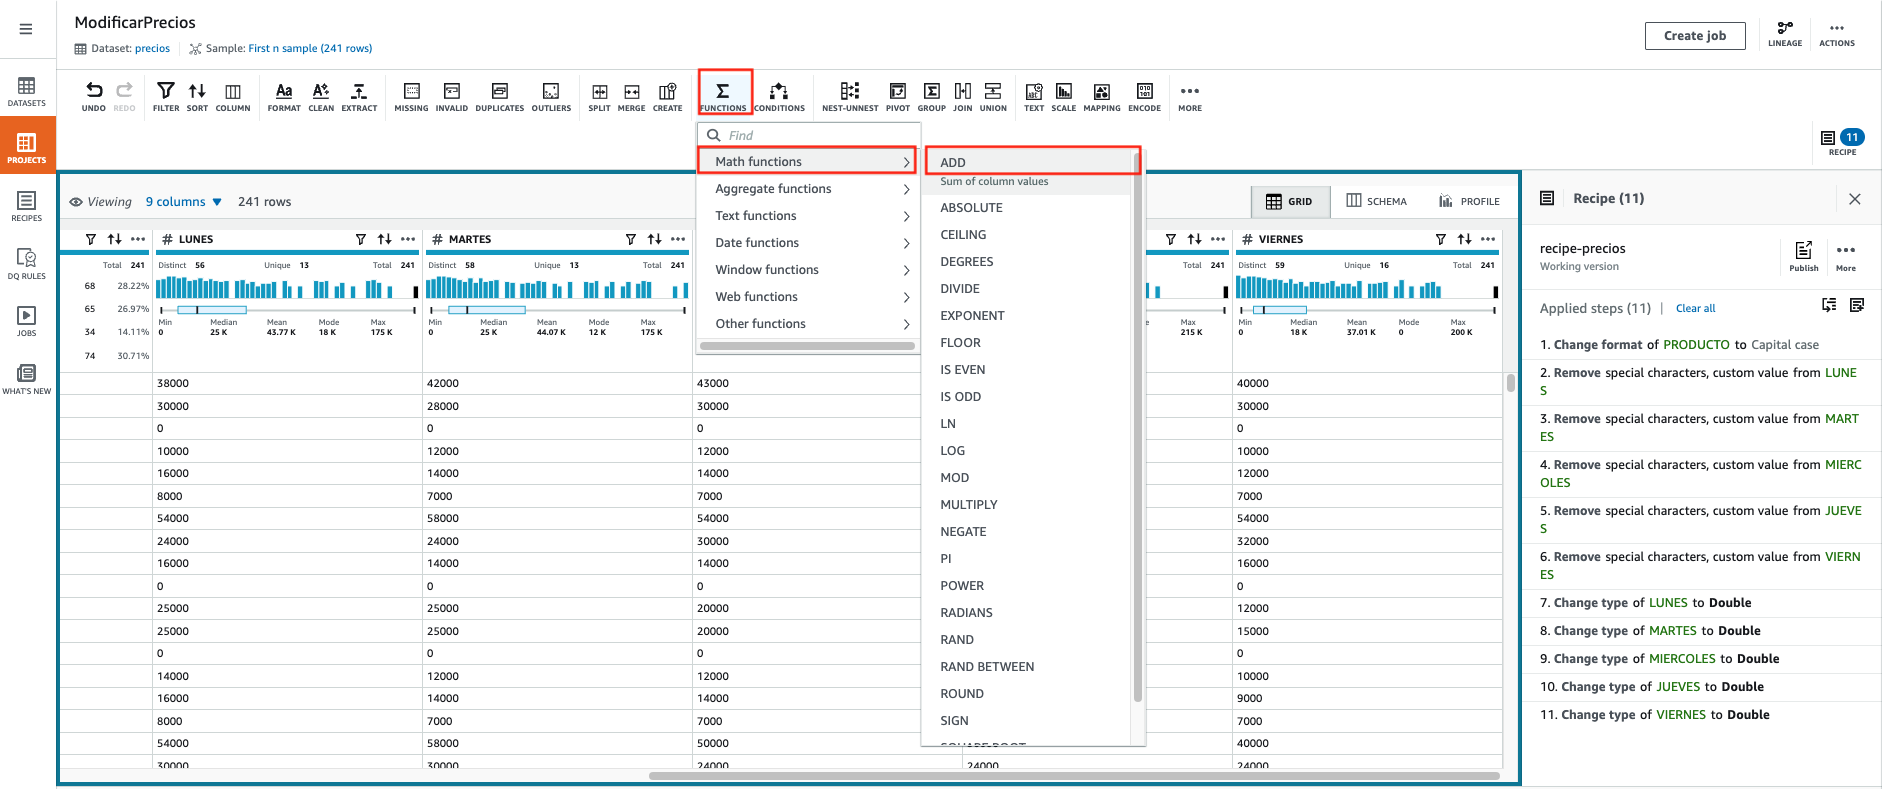 ModificarPrecios
Dataset: precios
Sample: First n sample (241 rows)
Create job
LINEAGE
ACTIONS
DATASETS
PROJECTS
RECIPES
DQ RULES
JOBS
WHAT'S NEW
UNDO REDO FILTER SORT COLUMN FORMAT CLEAN EXTRACT MISSING INVALID DUPLICATES OUTLIERS SPLIT MERGE CREATE FUNCTIONS CONDITIONS NEST-UNNEST PIVOT GROUP JOIN UNION TEXT SCALE MAPPING ENCODE MORE
11
RECIPE
Find
Math functions
Aggregate functions
Text functions
Date functions
Window functions
Web functions
Other functions
ADD
Sum of column values
ABSOLUTE
CEILING
DEGREES
DIVIDE
EXPONENT
FLOOR
IS EVEN
IS ODD
LN
LOG
MOD
MULTIPLY
NEGATE
PI
POWER
RADIANS
RAND
RAND BETWEEN
ROUND
SIGN
SQUARE ROOT
Viewing 9 columns 241 rows
GRID SCHEMA PROFILE
Total 241
68 28.22%
65 26.97%
34 14.11%
74 30.71%
# LUNES
Distinct 56 Unique 13 Total 241
Min Median Mean Mode Max
0 25 K 43.77 K 18 K 175 K
38000
30000
0
10000
16000
8000
54000
24000
16000
0
25000
25000
0
14000
16000
8000
54000
30000
# MARTES
Distinct 58 Unique 13 Total 241
Min Median Mean Mode Max
0 25 K 44.07 K 12 K 175 K
42000
28000
0
12000
14000
7000
58000
24000
14000
0
25000
25000
0
12000
14000
7000
58000
30000
43000
30000
0
12000
14000
7000
54000
30000
14000
0
20000
20000
0
12000
14000
7000
50000
24000
Total 241
Max
215 K
24000
# VIERNES
Distinct 59 Unique 16 Total 241
Min Median Mean Mode Max
0 18 K 37.01 K 0 200 K
40000
30000
0
10000
12000
7000
54000
32000
16000
0
12000
15000
0
10000
9000
7000
40000
24000
Recipe (11)
recipe-precios
Working version
Publish
More
Applied steps (11) | Clear all
1. Change format of PRODUCTO to Capital case
2. Remove special characters, custom value from LUNE
S
3. Remove special characters, custom value from MART
ES
4. Remove special characters, custom value from MIERC
OLES
5. Remove special characters, custom value from JUEVE
S
6. Remove special characters, custom value from VIERN
ES
7. Change type of LUNES to Double
8. Change type of MARTES to Double
9. Change type of MIERCOLES to Double
10. Change type of JUEVES to Double
11. Change type of VIERNES to Double